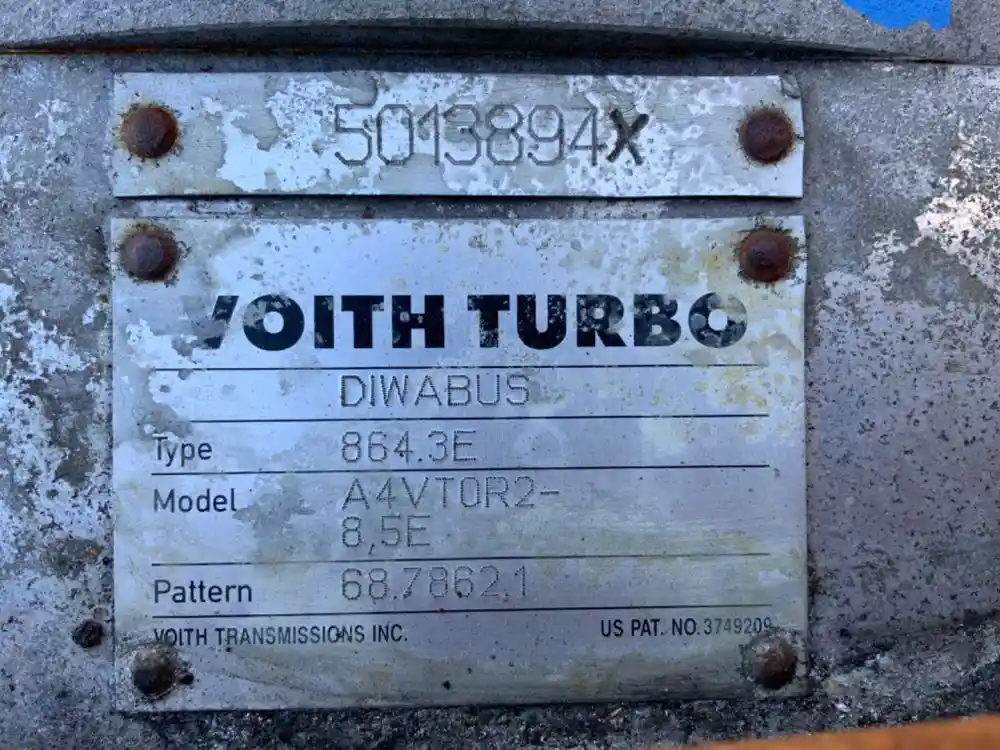 5013894X
VOITH TURBO
DIWABUS
Type 864.3E
Model A4VTOR2-
8,5E
Pattern 68.7862.1
VOITH TRANSMISSIONS INC. US PAT. NO. 3749209